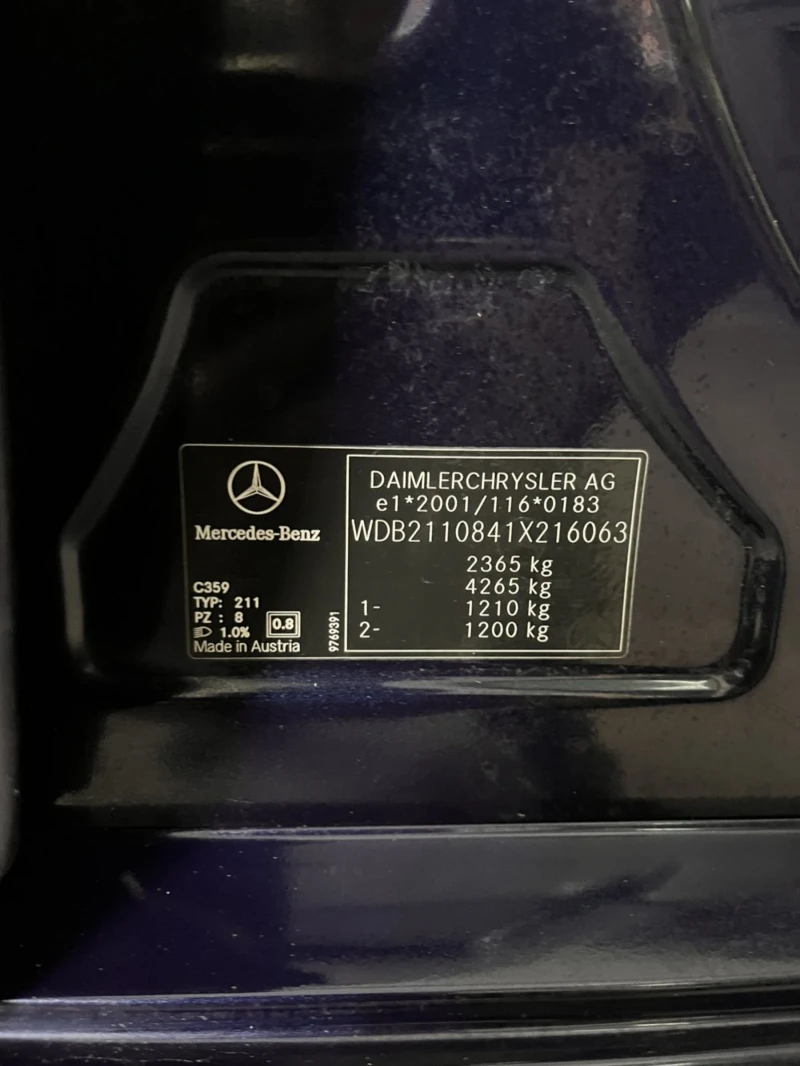 Mercedes-Benz
C359
TYP: 211
PZ : 8
1.0%
0.8
Made in Austria
9769391
DAIMLERCHRYSLER AG
e1*2001/116*0183
WDB2110841X216063
2365 kg
4265 kg
1- 1210 kg
2- 1200 kg